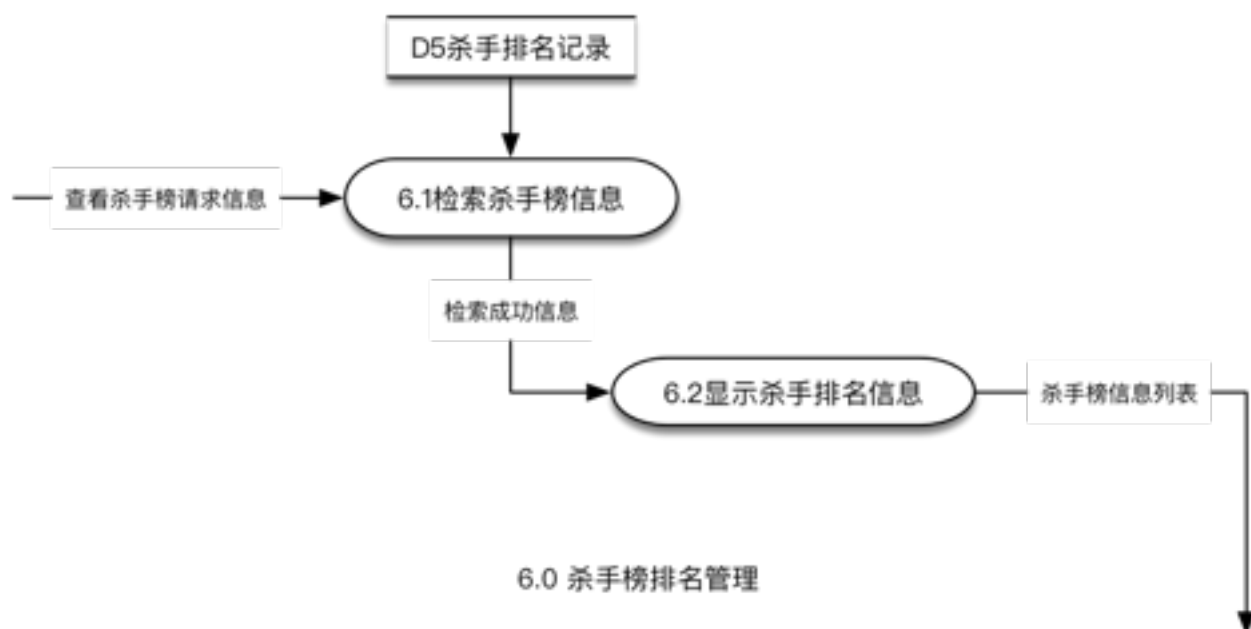 D5杀手排名记录
查看杀手榜请求信息
6.1检索杀手榜信息
检索成功信息
6.2显示杀手排名信息
杀手榜信息列表
6.0 杀手榜排名管理